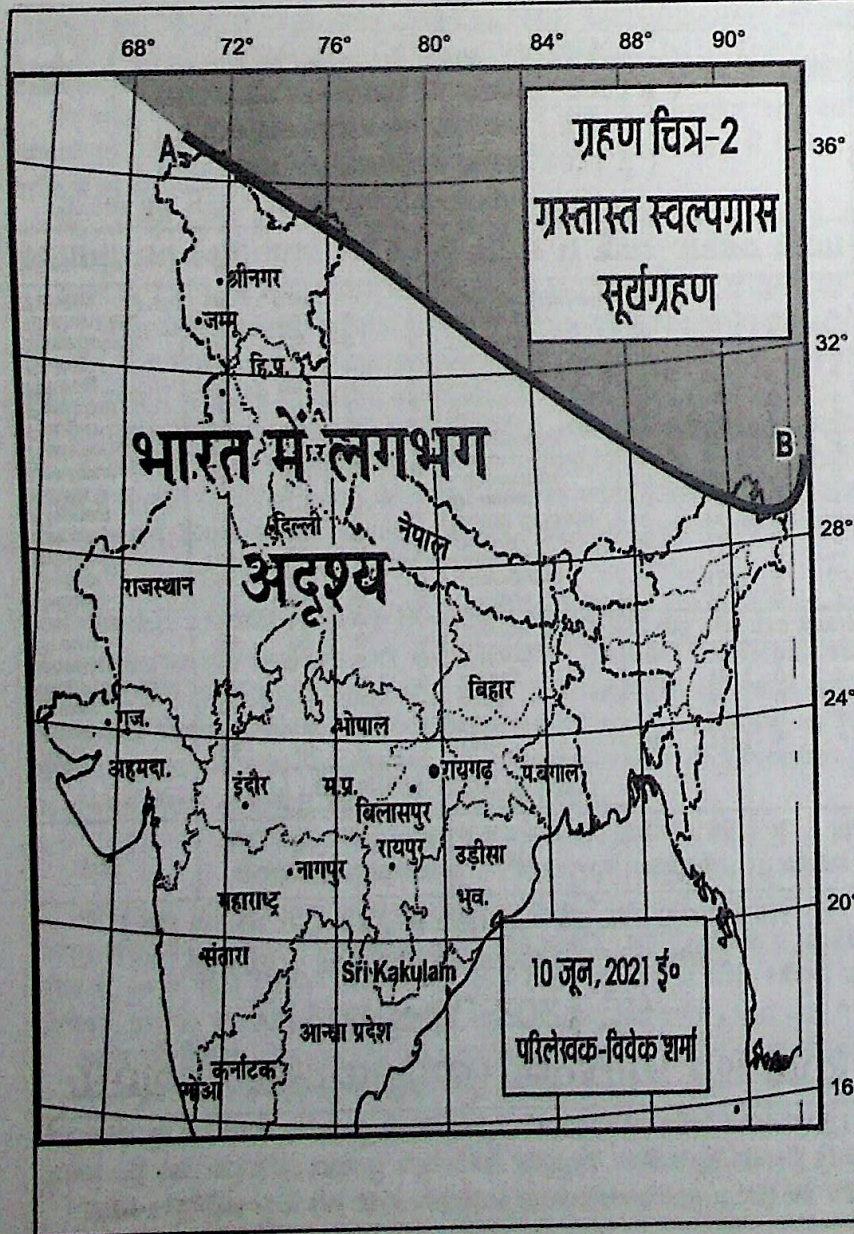 68° 72° 76° 80° 84° 88° 90°
ग्रहण चित्र-2
ग्रस्तास्त स्वल्पग्रास
सूर्यग्रहण
36°
A
श्रीनगर
जम्मू
32°
हि.प्र.
भारत में लगभग
B
दिल्ली
नेपाल
28°
अदृश्य
राजस्थान
बिहार
24°
गुज.
भोपाल
अहमदा.
इंदौर
म.प्र.
रायगढ़
प.बंगाल
बिलासपुर
रायपुर
उड़ीसा
नागपुर
भुव.
महाराष्ट्र
20°
सतारा
Sri Kakulam
10 जून, 2021 ई०
आन्ध्रा प्रदेश
परिलेखक-विवेक शर्मा
कर्नाटक
गोआ
16